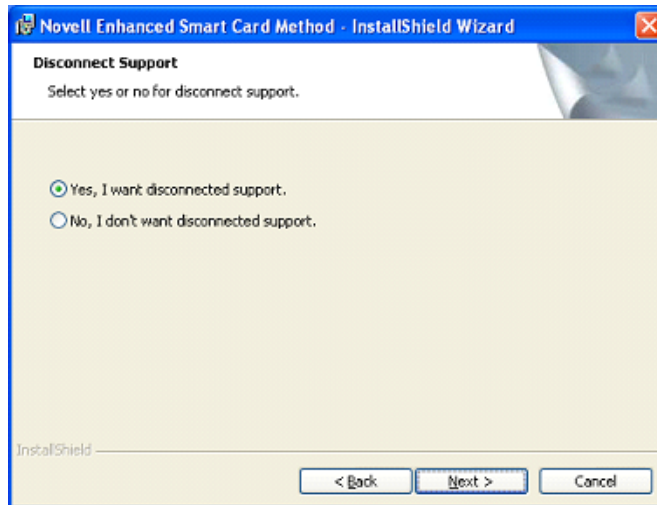 Novell Enhanced Smart Card Method - InstallShield Wizard
Disconnect Support
Select yes or no for disconnect support.
Yes, I want disconnected support.
No, I don't want disconnected support.
InstallShield
< Back Next > Cancel